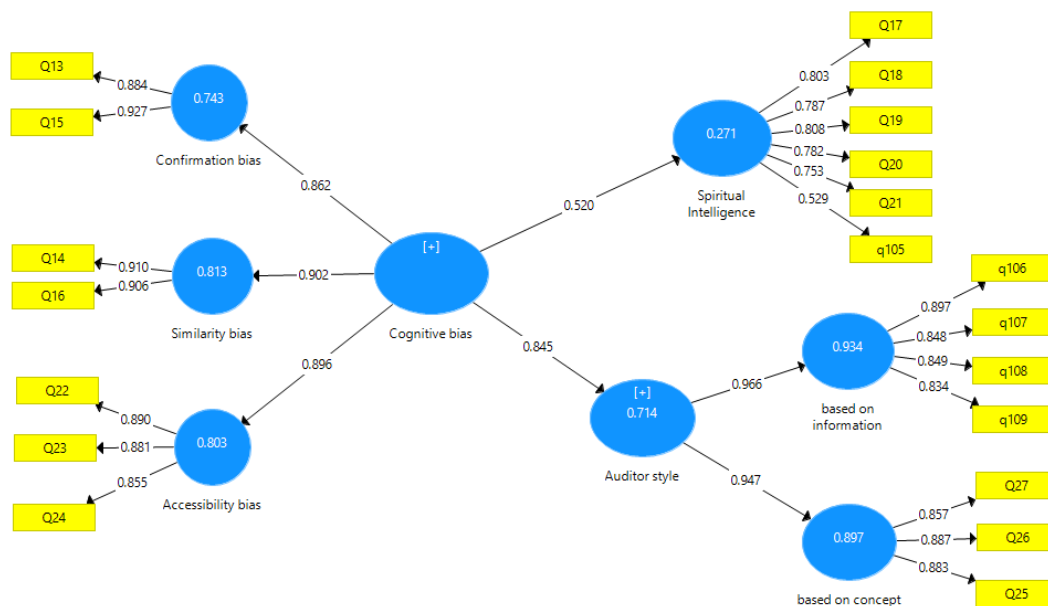 Q13
0.884
Q15
0.927
0.743
Confirmation bias
0.862
Q14
0.910
Q16
0.906
0.813
Similarity bias
0.902
Q22
0.890
Q23
0.881
0.855
Q24
0.803
Accessibility bias
0.896
[+]
Cognitive bias
0.520
0.271
Spiritual
Intelligence
Q17
0.803
Q18
0.787
Q19
0.808
0.782
Q20
0.753
Q21
0.529
q105
0.845
[+]
0.714
Auditor style
0.966
0.934
based on
information
q106
0.897
q107
0.848
0.849
q108
0.834
q109
0.947
0.897
based on concept
Q27
0.857
Q26
0.887
0.883
Q25